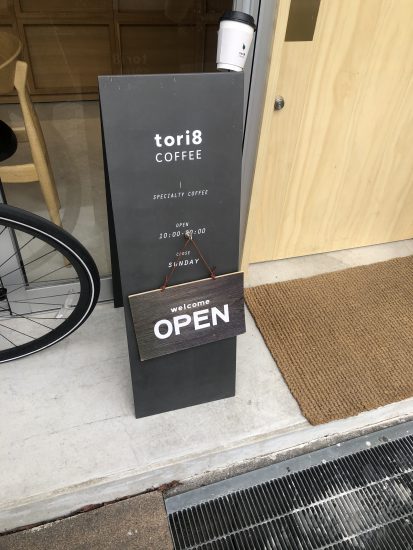 tori8
COFFEE
SPECIALTY COFFEE
OPEN
CLOSE
SUNDAY
welcome
OPEN